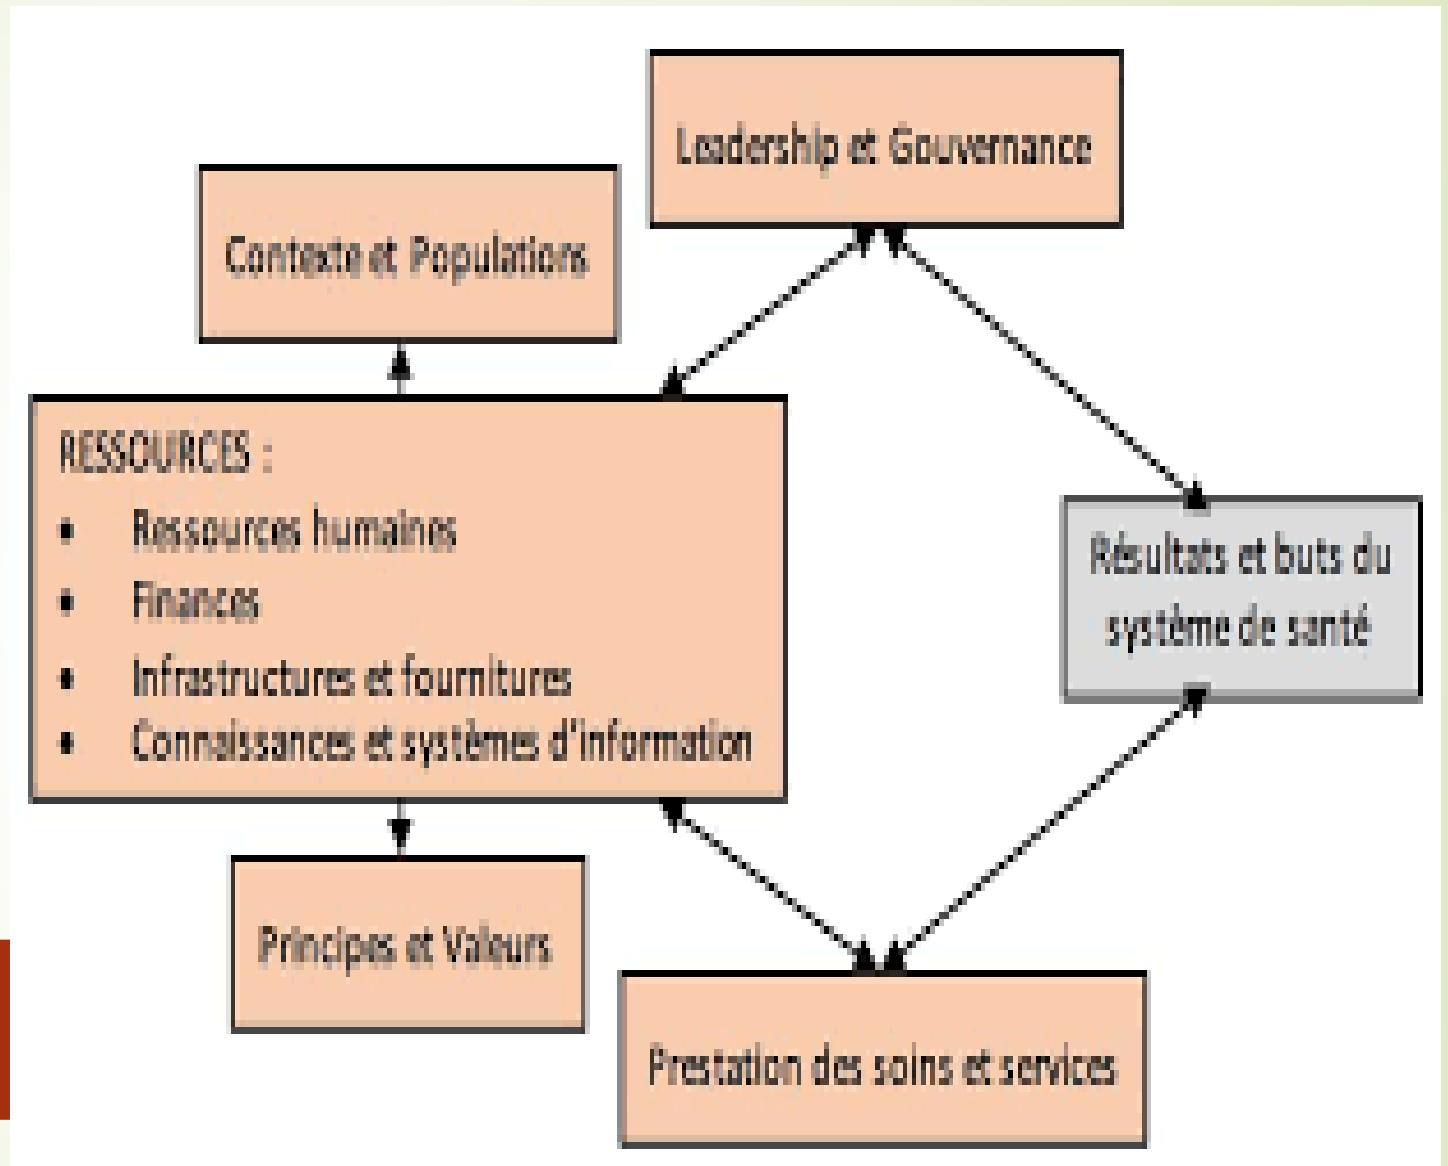 Leadership et Gouvernance
Contexte et Populations
RESSOURCES :
• Ressources humaines
• Finances
• Infrastructures et fournitures
• Connaissances et systèmes d'information
Résultats et buts du
système de santé
Principes et Valeurs
Prestation des soins et services